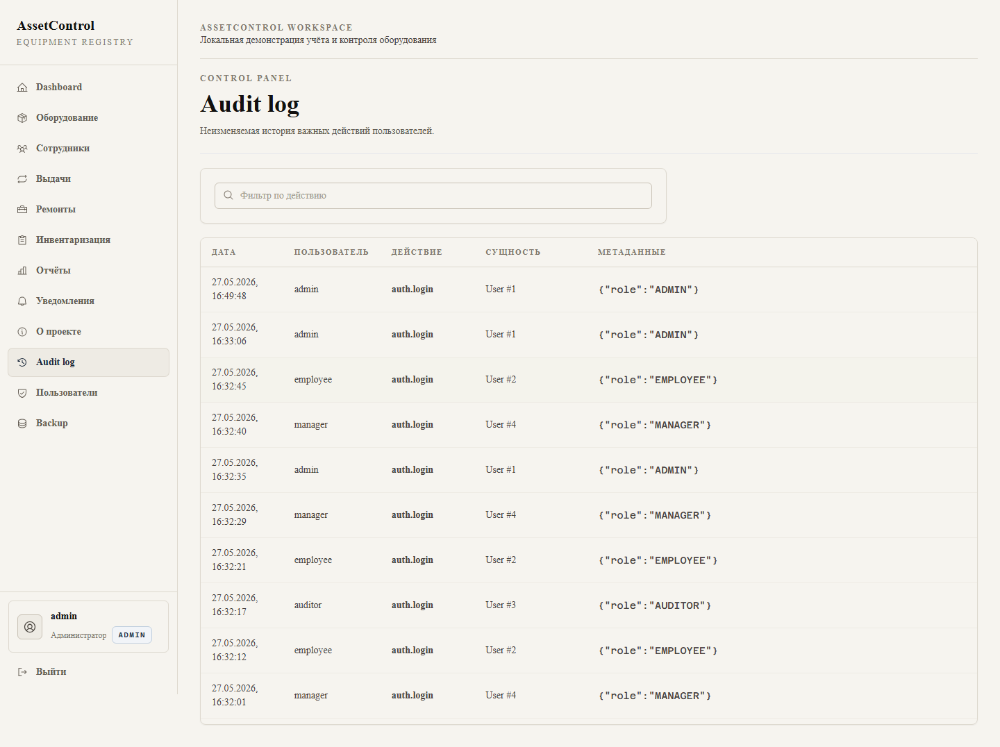 AssetControl
EQUIPMENT REGISTRY
Dashboard
Оборудование
Сотрудники
Выдачи
Ремонты
Инвентаризация
Отчёты
Уведомления
О проекте
Audit log
Пользователи
Backup
admin
Администратор ADMIN
Выйти
ASSETCONTROL WORKSPACE
Локальная демонстрация учёта и контроля оборудования
CONTROL PANEL
Audit log
Неизменяемая история важных действий пользователей.
Фильтр по действию
ДАТА ПОЛЬЗОВАТЕЛЬ ДЕЙСТВИЕ СУЩНОСТЬ МЕТАДАННЫЕ
27.05.2026,
16:49:48 admin auth.login User #1 {"role":"ADMIN"}
27.05.2026,
16:33:06 admin auth.login User #1 {"role":"ADMIN"}
27.05.2026,
16:32:45 employee auth.login User #2 {"role":"EMPLOYEE"}
27.05.2026,
16:32:40 manager auth.login User #4 {"role":"MANAGER"}
27.05.2026,
16:32:35 admin auth.login User #1 {"role":"ADMIN"}
27.05.2026,
16:32:29 manager auth.login User #4 {"role":"MANAGER"}
27.05.2026,
16:32:21 employee auth.login User #2 {"role":"EMPLOYEE"}
27.05.2026,
16:32:17 auditor auth.login User #3 {"role":"AUDITOR"}
27.05.2026,
16:32:12 employee auth.login User #2 {"role":"EMPLOYEE"}
27.05.2026,
16:32:01 manager auth.login User #4 {"role":"MANAGER"}